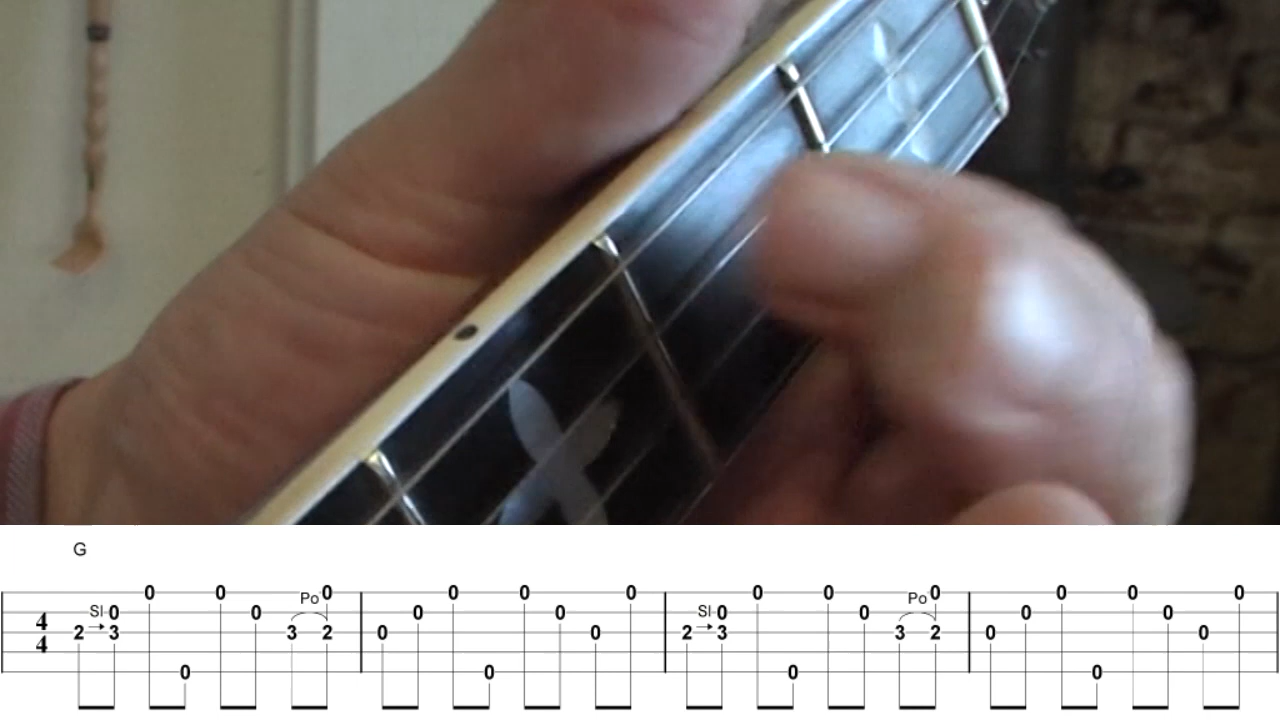 G
0 0 Po 0 0 0 0 0 0 Po 0 0 0 0
Sl 0 0 0 0 Sl 0 0 0 0
4 4 2 3 3 2 0 0 2 3 3 2 0 0
0 0 0 0